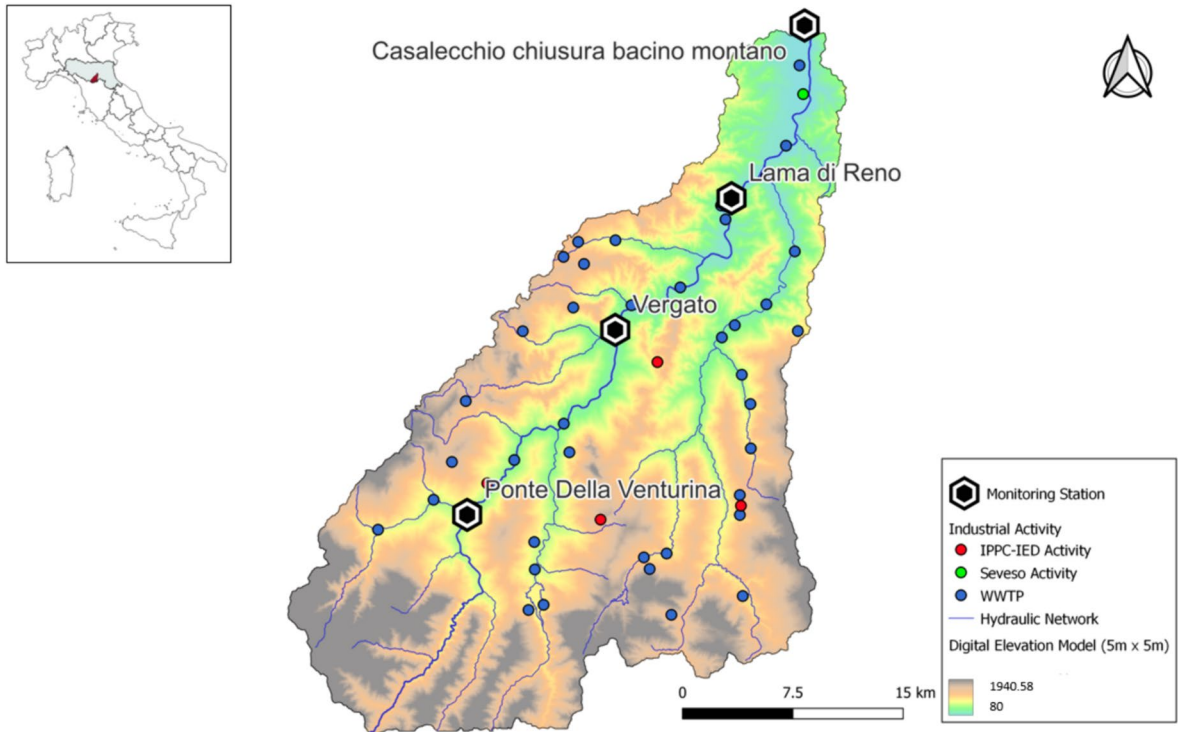 Casalecchio chiusura bacino montano
Lama di Reno
Vergato
Ponte Della Venturina
Monitoring Station
Industrial Activity
IPPC-IED Activity
Seveso Activity
WWTP
Hydraulic Network
Digital Elevation Model (5m x 5m)
1940.58
80
0 7.5 15 km